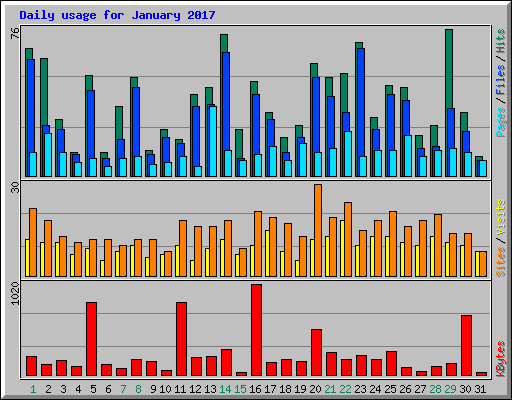 Daily usage for January 2017
76
Pages / Files / Hits
30
Sites / Visits
1020
KBytes
1 2 3 4 5 6 7 8 9 10 11 12 13 14 15 16 17 18 19 20 21 22 23 24 25 26 27 28 29 30 31